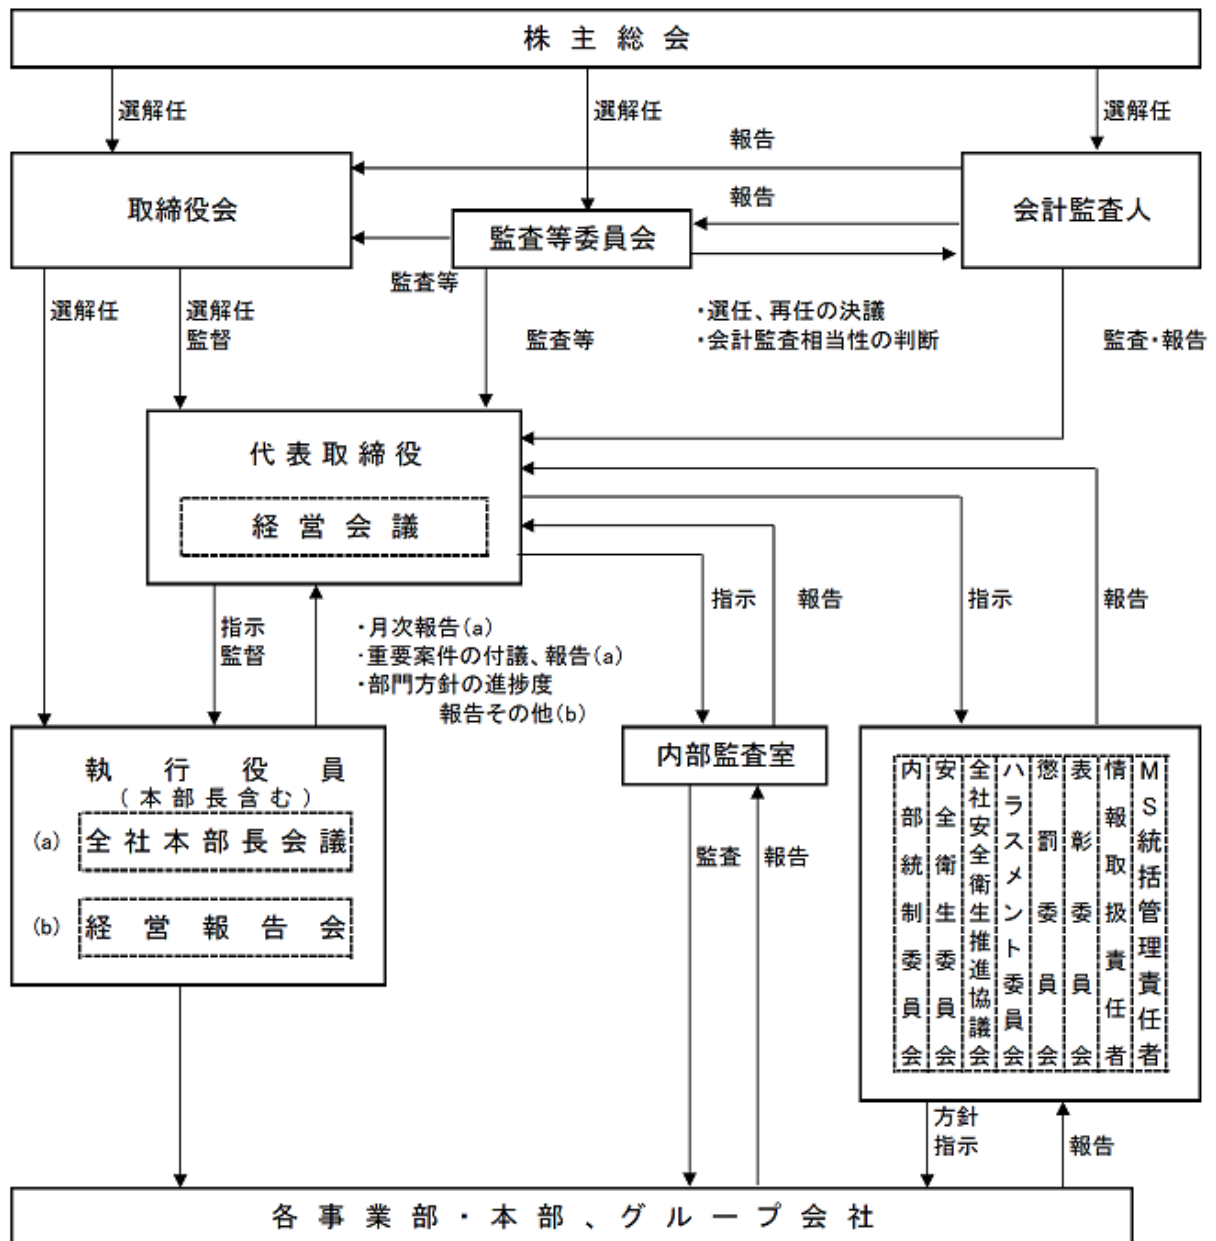 株主総会
選解任
選解任
選解任
報告
取締役会
報告
会計監査人
監査等委員会
監査等
選解任
選解任
監督
監査等
・選任、再任の決議
・会計監査相当性の判断
監査・報告
代表取締役
経営会議
指示
監督
・月次報告(a)
・重要案件の付議、報告(a)
・部門方針の進捗度
報告その他(b)
指示
報告
指示
報告
執行役員
(本部長含む)
(a)
全社本部長会議
(b)
経営報告会
内部監査室
監査
報告
内部統制委員会
安全衛生委員会
全社安全衛生推進協議会
ハラスメント委員会
懲罰委員会
表彰委員会
情報取扱責任者
MS統括管理責任者
方針
指示
報告
各事業部・本部、グループ会社